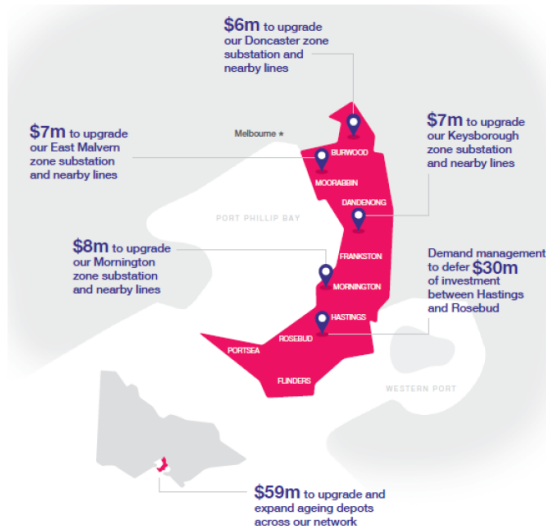 $6m to upgrade
our Doncaster zone
substation and
nearby lines
$7m to upgrade
our East Malvern
zone substation
and nearby lines
Melbourne
$7m to upgrade
our Keysborough
zone substation
and nearby lines
BURWOOD
MOORABBIN
DANDENONG
PORT PHILLIP BAY
$8m to upgrade
our Mornington
zone substation
and nearby lines
FRANKSTON
Demand management
to defer $30m
of investment
between Hastings
and Rosebud
MORNINGTON
HASTINGS
ROSEBUD
PORTSEA
FLINDERS
WESTERN PORT
$59m to upgrade and
expand ageing depots
across our network